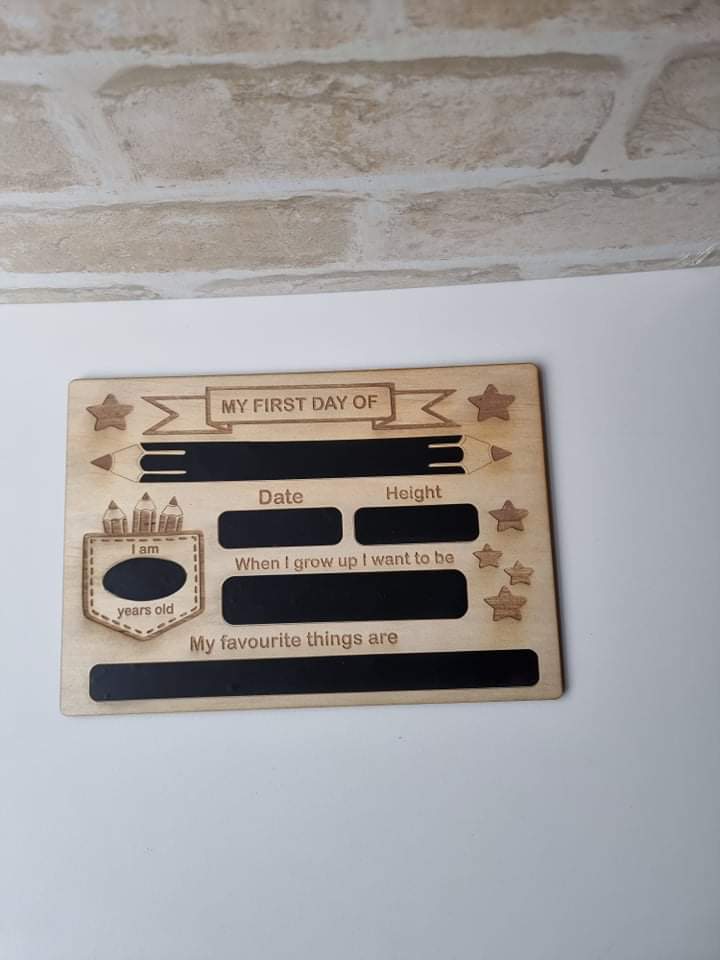 MY FIRST DAY OF
Date
Height
I am
years old
When I grow up I want to be
My favourite things are